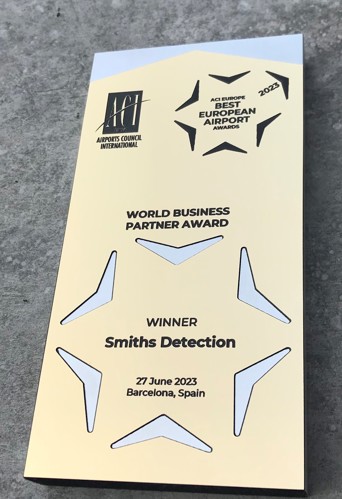 ACI
AIRPORTS COUNCIL
INTERNATIONAL
2023
ACI EUROPE
BEST
EUROPEAN
AIRPORT
AWARDS
WORLD BUSINESS
PARTNER AWARD
WINNER
Smiths Detection
27 June 2023
Barcelona, Spain